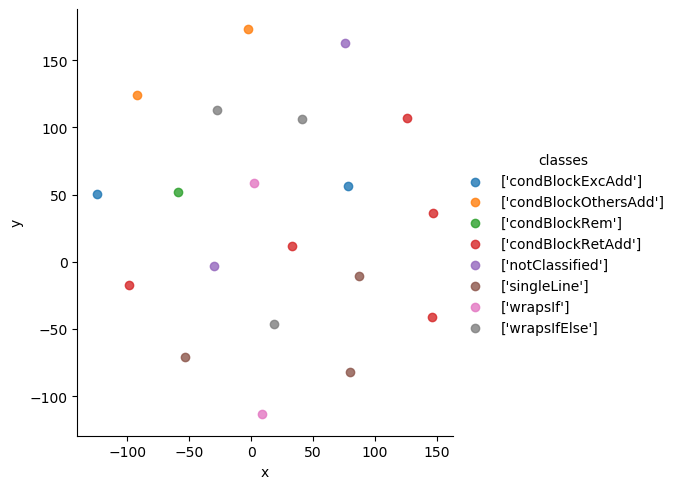 150
100
50
0
−50
−100
y
−100
−50
0
50
100
150
x
classes
['condBlockExcAdd']
['condBlockOthersAdd']
['condBlockRem']
['condBlockRetAdd']
['notClassified']
['singleLine']
['wrapsIf']
['wrapsIfElse']